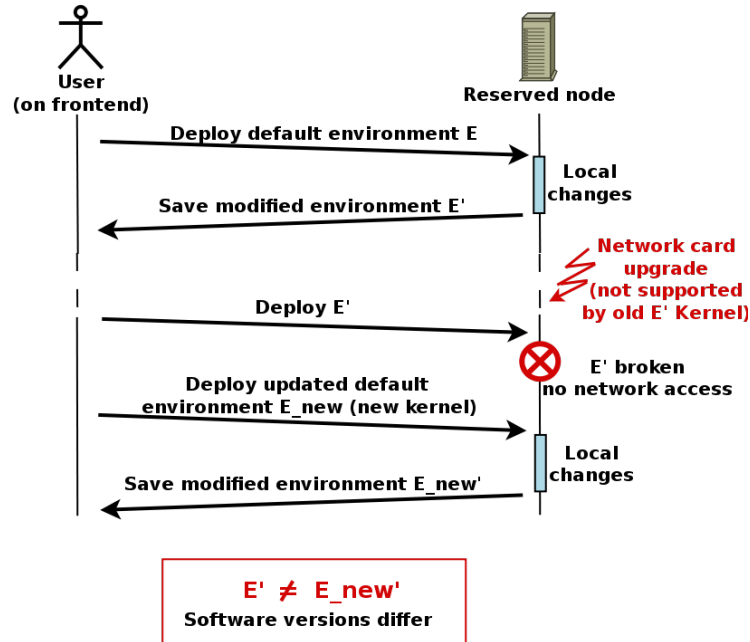 User
(on frontend)
Reserved node
Deploy default environment E
Local
changes
Save modified environment E'
Network card
upgrade
(not supported
by old E' Kernel)
Deploy E'
E' broken
no network access
Deploy updated default
environment E_new (new kernel)
Local
changes
Save modified environment E_new'
E' ≠ E_new'
Software versions differ